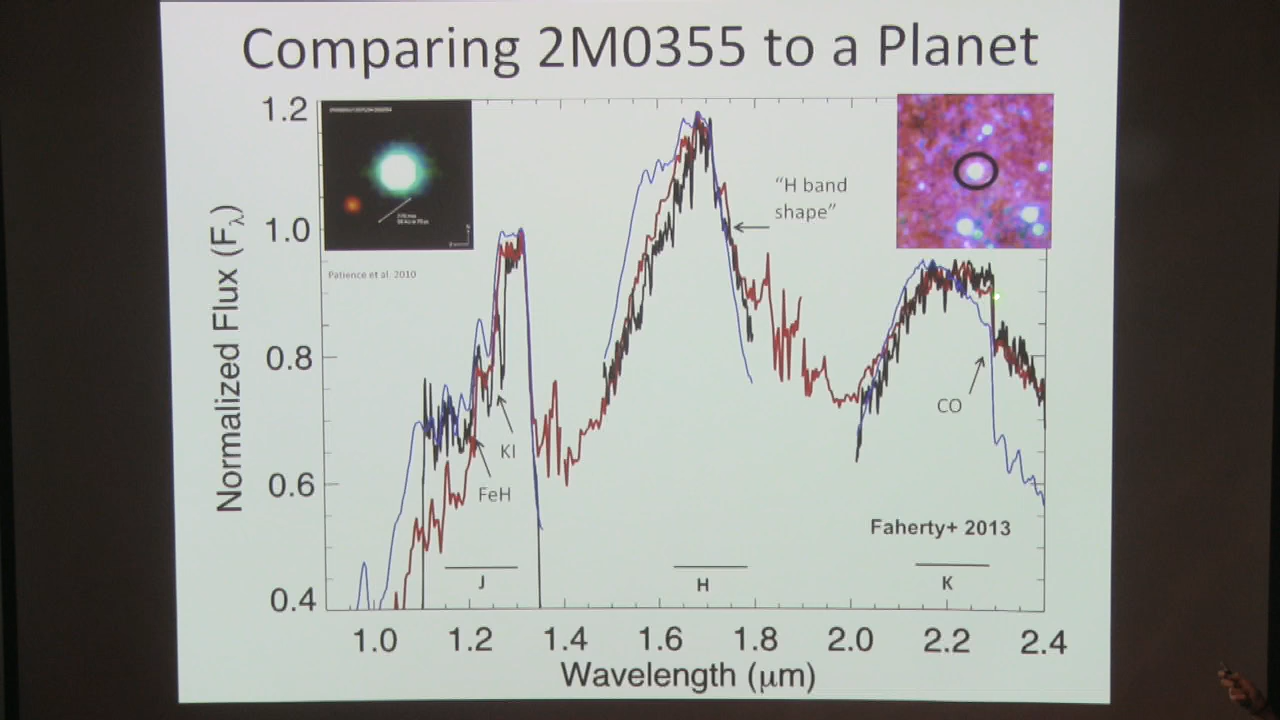 Comparing 2M0355 to a Planet
1.2
1.0
0.8
0.6
0.4
Normalized Flux (Fλ)
Patience et al. 2010
"H band
shape"
KI
FeH
CO
Faherty+ 2013
J
H
K
1.0 1.2 1.4 1.6 1.8 2.0 2.2 2.4
Wavelength (μm)